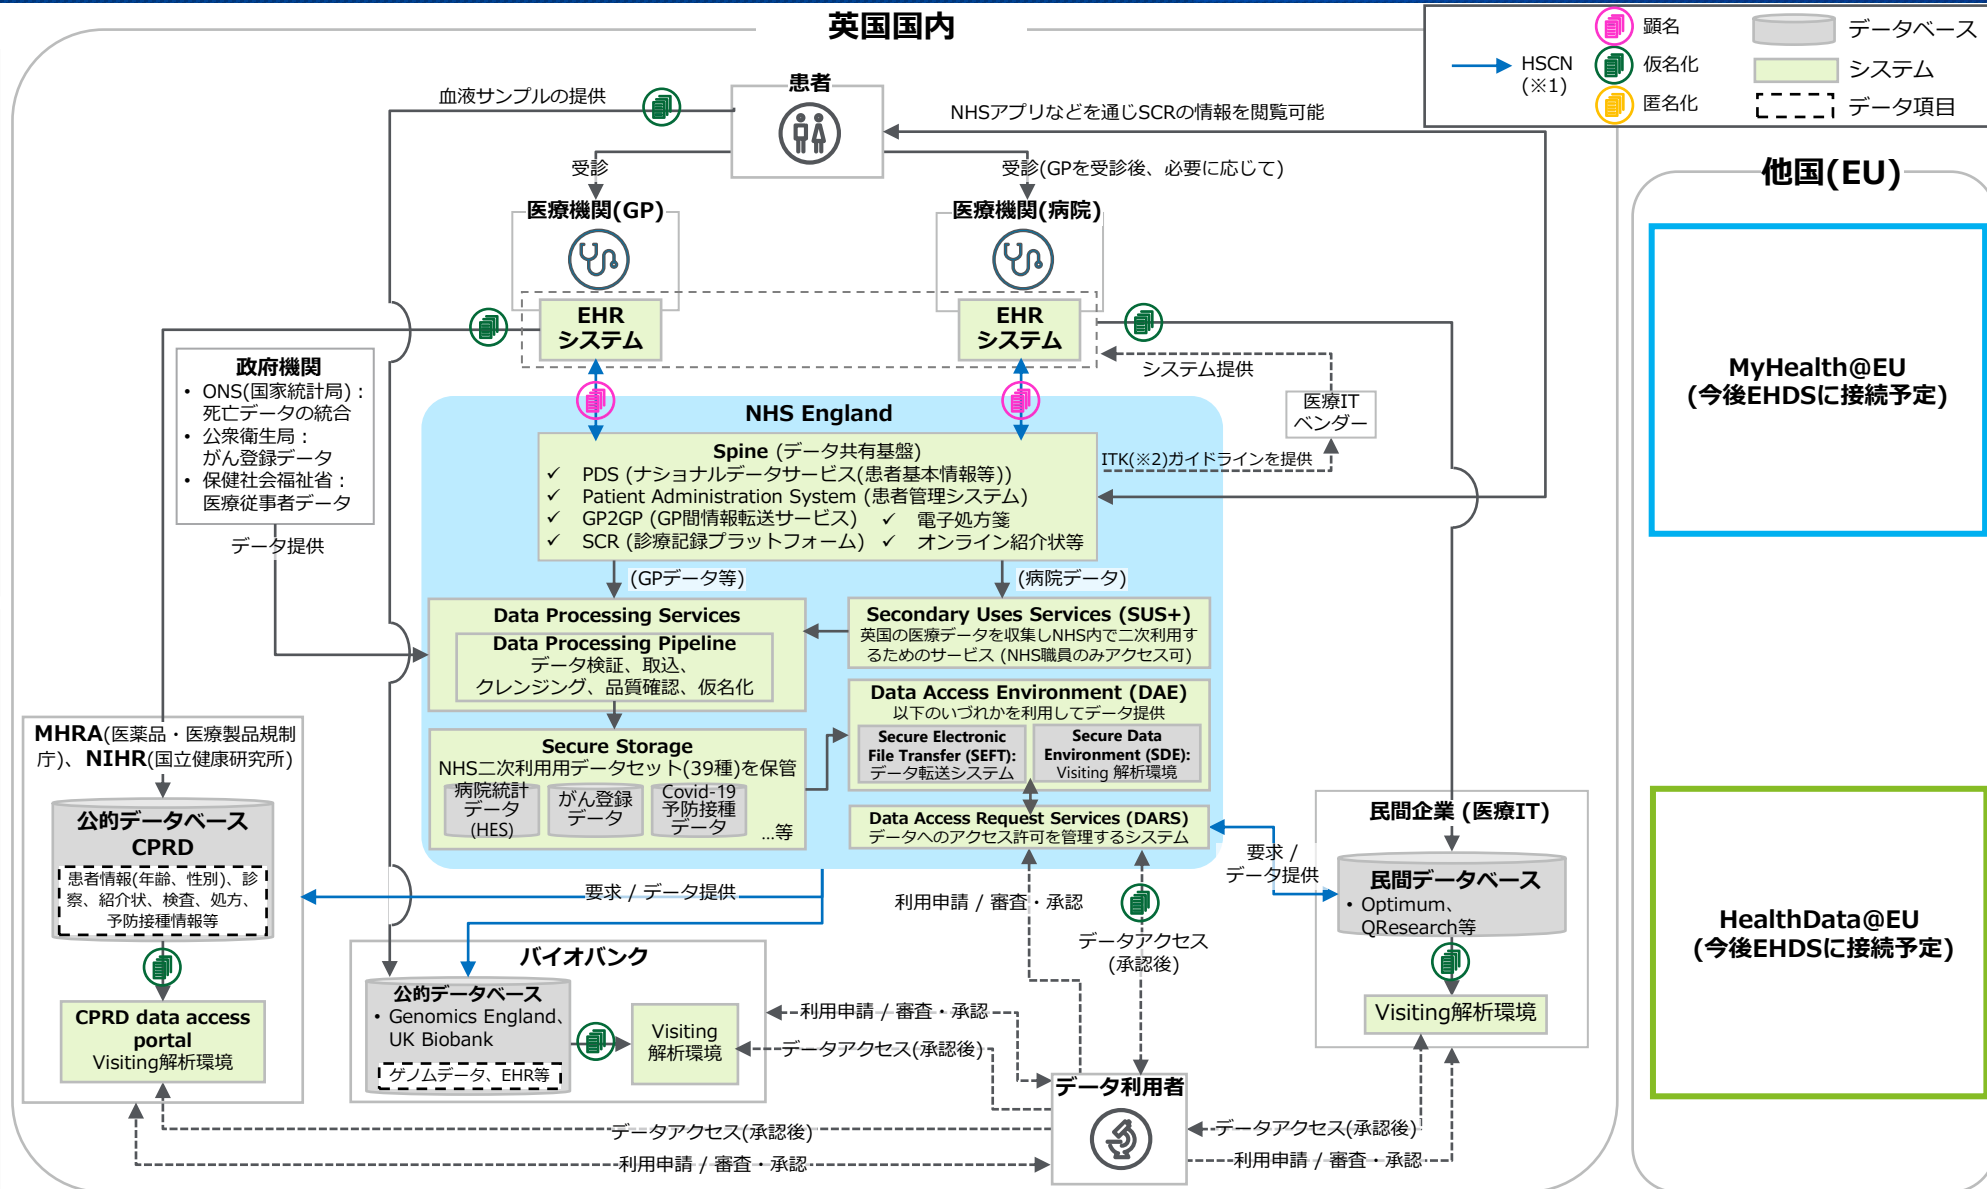 英国国内
HSCN
(※1)
顕名
仮名化
匿名化
データベース
システム
データ項目
患者
血液サンプルの提供
NHSアプリなどを通じSCRの情報を閲覧可能
受診
受診(GPを受診後、必要に応じて)
医療機関(GP)
医療機関(病院)
EHR
システム
EHR
システム
システム提供
医療IT
ベンダー
ITK(※2)ガイドラインを提供
政府機関
• ONS(国家統計局)：
死亡データの統合
• 公衆衛生局：
がん登録データ
• 保健社会福祉省：
医療従事者データ
データ提供
NHS England
Spine (データ共有基盤)
✓ PDS (ナショナルデータサービス(患者基本情報等))
✓ Patient Administration System (患者管理システム)
✓ GP2GP (GP間情報転送サービス) ✓ 電子処方箋
✓ SCR (診療記録プラットフォーム) ✓ オンライン紹介状等
(GPデータ等)
(病院データ)
Data Processing Services
Data Processing Pipeline
データ検証、取込、
クレンジング、品質確認、仮名化
Secondary Uses Services (SUS+)
英国の医療データを収集しNHS内で二次利用す
るためのサービス (NHS職員のみアクセス可)
Data Access Environment (DAE)
以下のいづれかを利用してデータ提供
Secure Electronic
File Transfer (SEFT):
データ転送システム
Secure Data
Environment (SDE):
Visiting 解析環境
Secure Storage
NHS二次利用用データセット(39種)を保管
病院統計
データ
(HES)
がん登録
データ
Covid-19
予防接種
データ
...等
Data Access Request Services (DARS)
データへのアクセス許可を管理するシステム
MHRA(医薬品・医療製品規制
庁)、NIHR(国立健康研究所)
公的データベース
CPRD
患者情報(年齢、性別)、診
察、紹介状、検査、処方、
予防接種情報等
CPRD data access
portal
Visiting解析環境
要求 / データ提供
バイオバンク
公的データベース
• Genomics England、
UK Biobank
ゲノムデータ、EHR等
Visiting
解析環境
利用申請 / 審査・承認
データアクセス
(承認後)
利用申請 / 審査・承認
データアクセス(承認後)
データ利用者
データアクセス(承認後)
利用申請 / 審査・承認
データアクセス(承認後)
利用申請 / 審査・承認
要求 /
データ提供
民間企業 (医療IT)
民間データベース
• Optimum、
QResearch等
Visiting解析環境
他国(EU)
MyHealth@EU
(今後EHDSに接続予定)
HealthData@EU
(今後EHDSに接続予定)